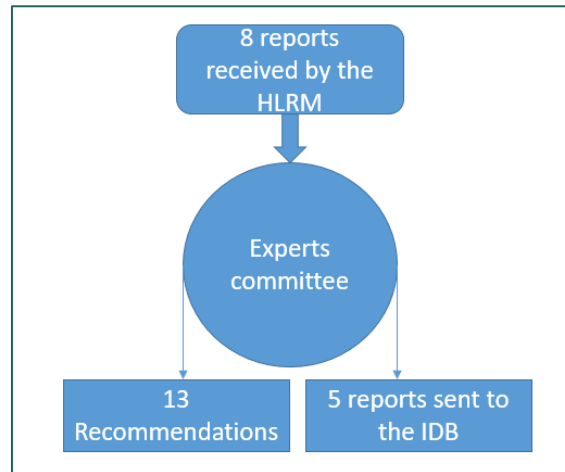 8 reports
received by the
HLRM
Experts
committee
13
Recommendations
5 reports sent to
the IDB